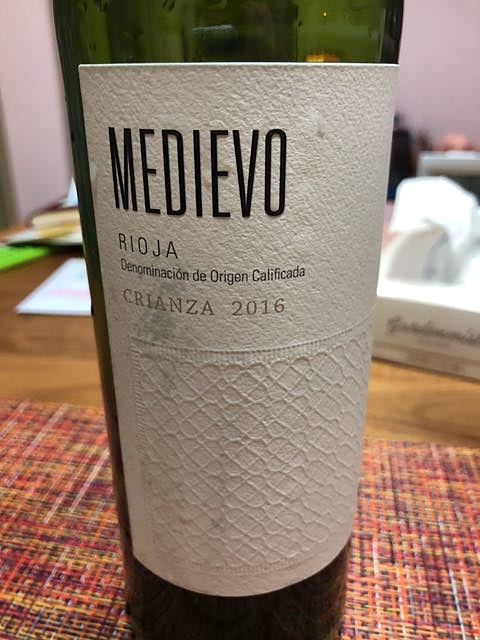 MEDIEVO
RIOJA
Denominación de Origen Calificada
CRIANZA 2016